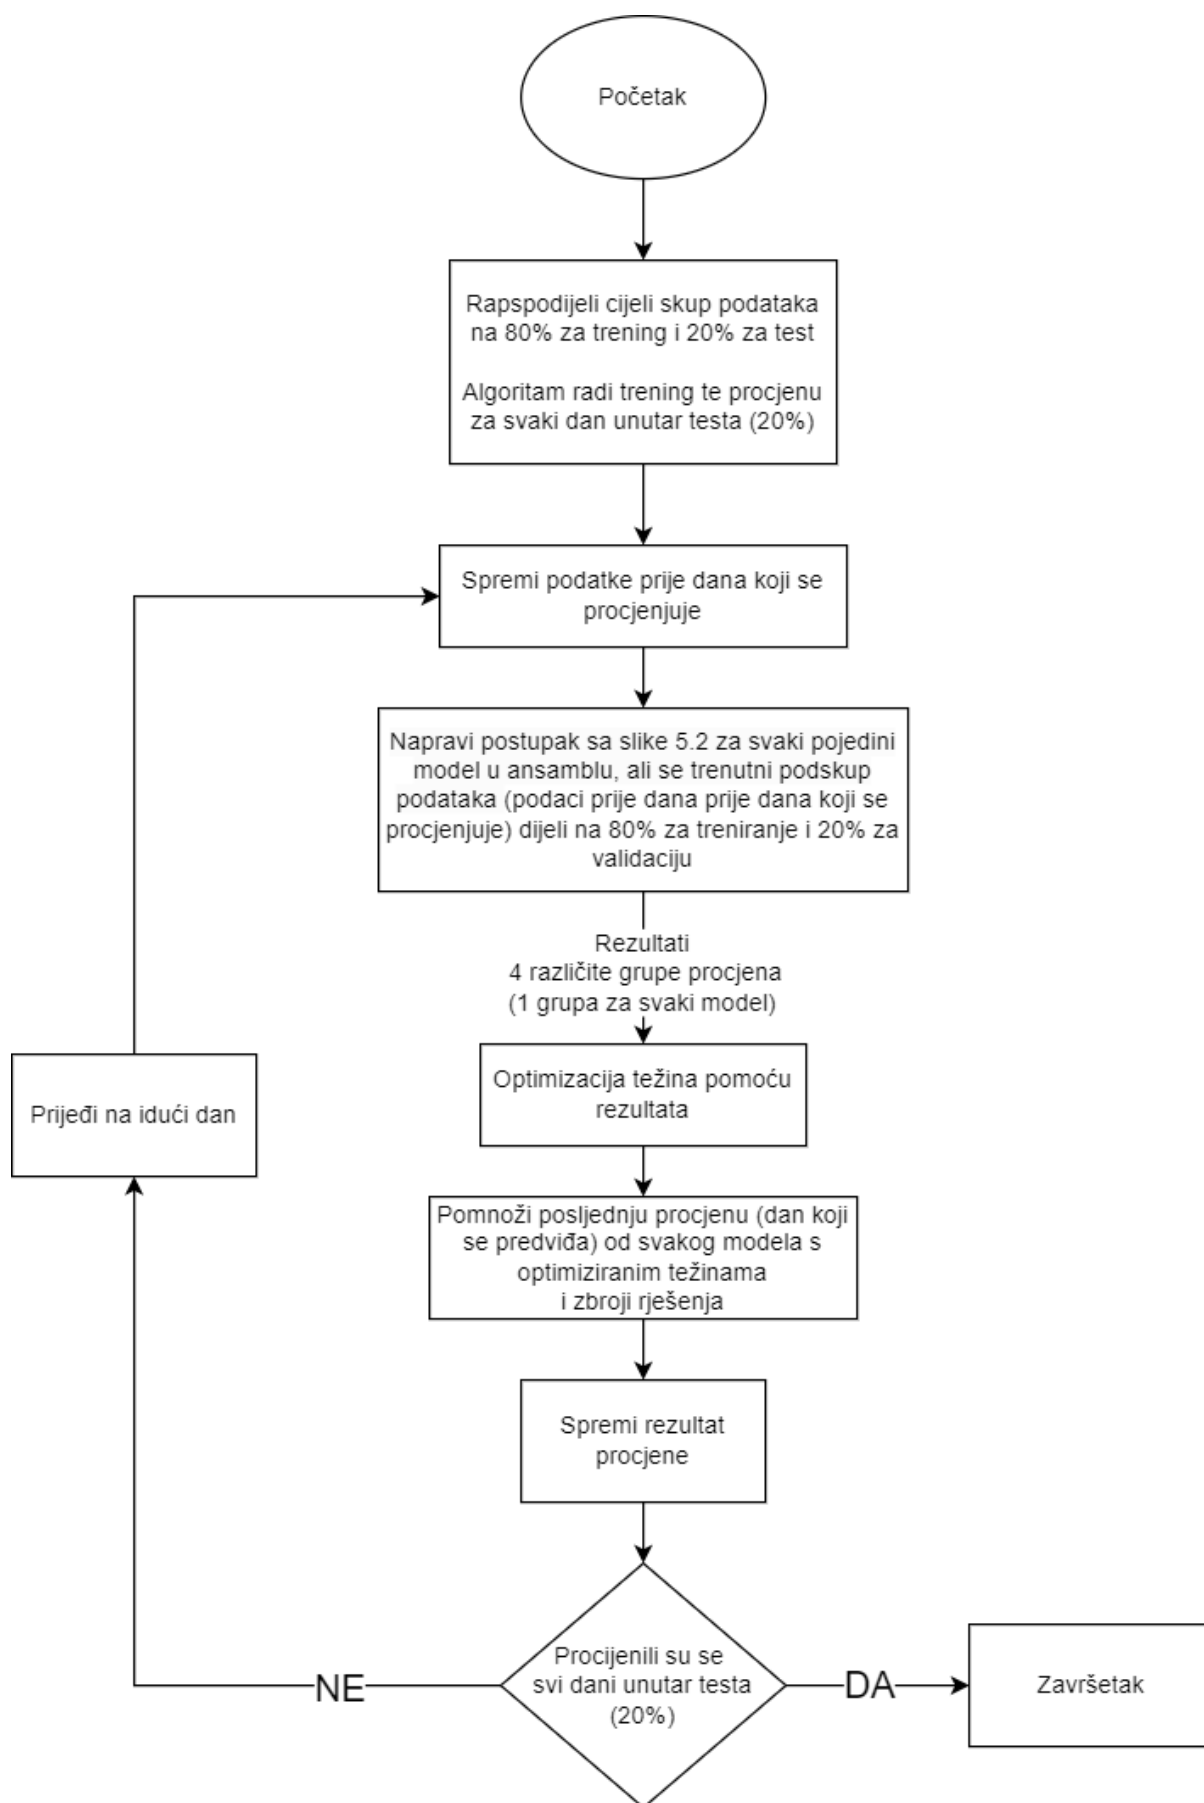 Početak
Rapspodijeli cijeli skup podataka
na 80% za trening i 20% za test
Algoritam radi trening te procjenu
za svaki dan unutar testa (20%)
Spremi podatke prije dana koji se
procjenjuje
Napravi postupak sa slike 5.2 za svaki pojedini
model u ansamblu, ali se trenutni podskup
podataka (podaci prije dana prije dana koji se
procjenjuje) dijeli na 80% za treniranje i 20% za
validaciju
Rezultati
4 različite grupe procjena
(1 grupa za svaki model)
Optimizacija težina pomoću
rezultata
Prijeđi na idući dan
Pomnoži posljednju procjenu (dan koji
se predviđa) od svakog modela s
optimiziranim težinama
i zbroji rješenja
Spremi rezultat
procjene
Procijenili su se
svi dani unutar testa
(20%)
NE
DA
Završetak